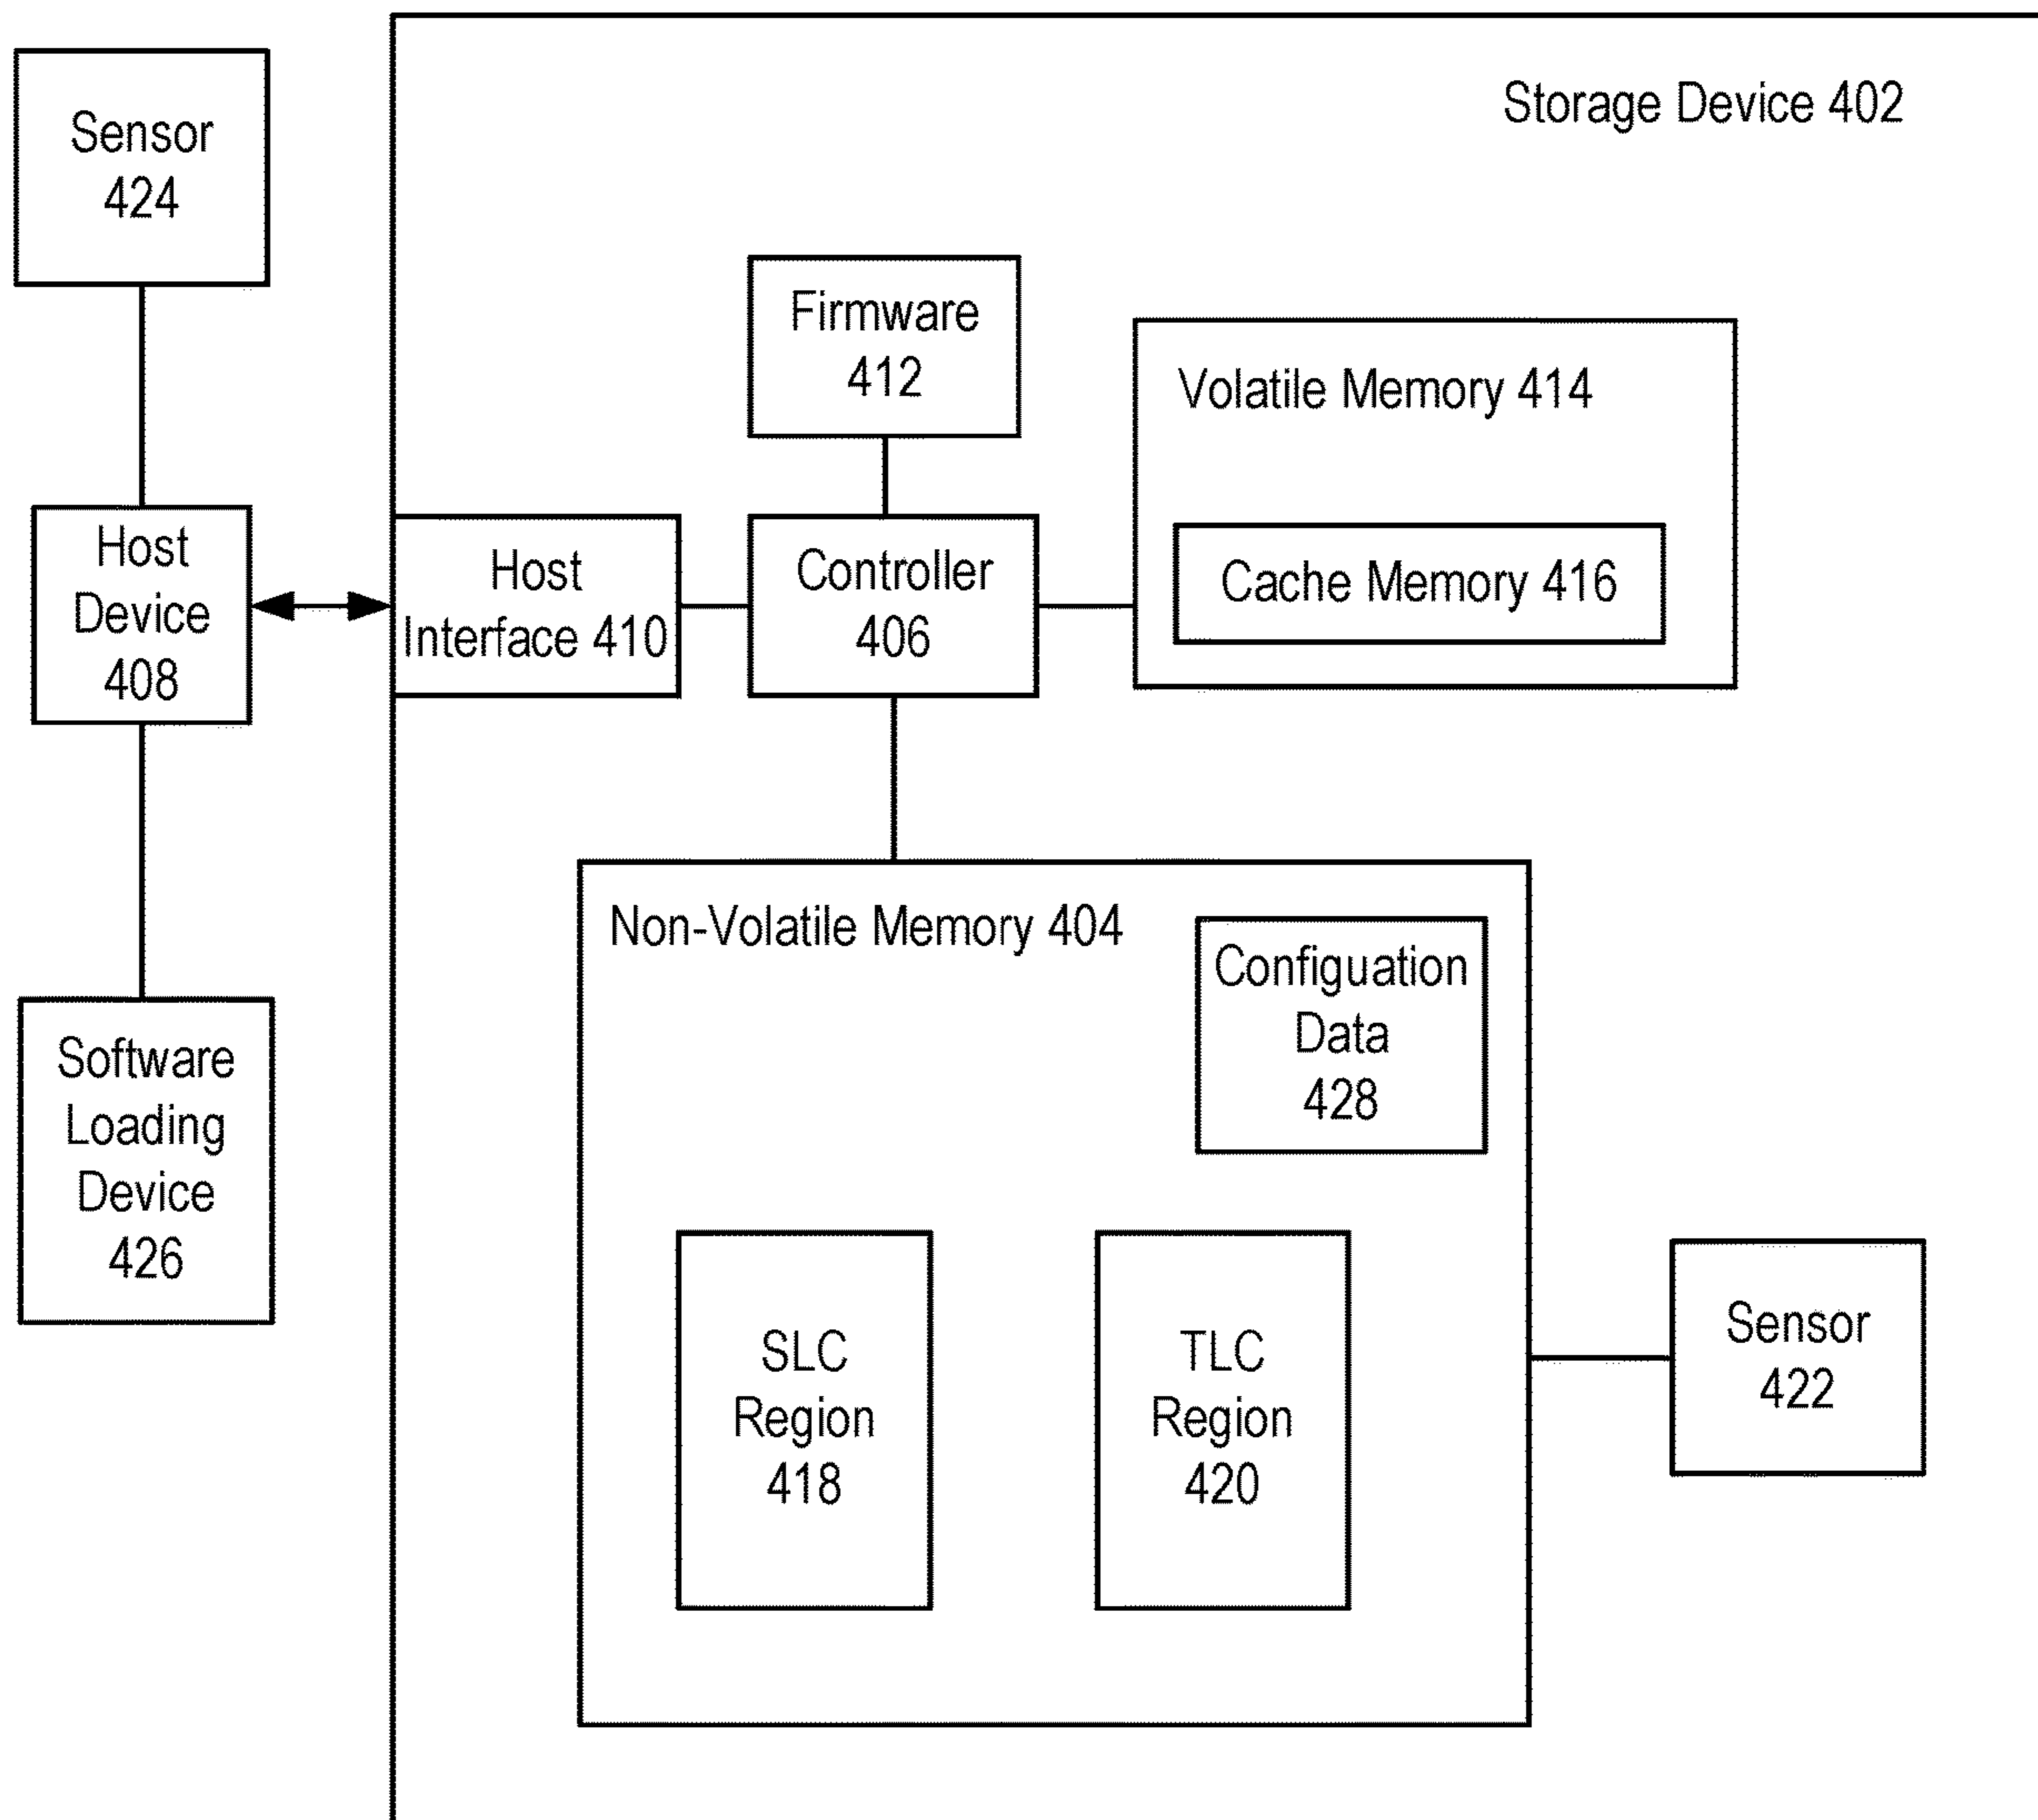 Storage Device 402
Sensor
424
Firmware
412
Volatile Memory 414
Cache Memory 416
Host
Device
408
Host
Interface 410
Controller
406
Non-Volatile Memory 404
Configuation
Data
428
Software
Loading
Device
426
SLC
Region
418
TLC
Region
420
Sensor
422